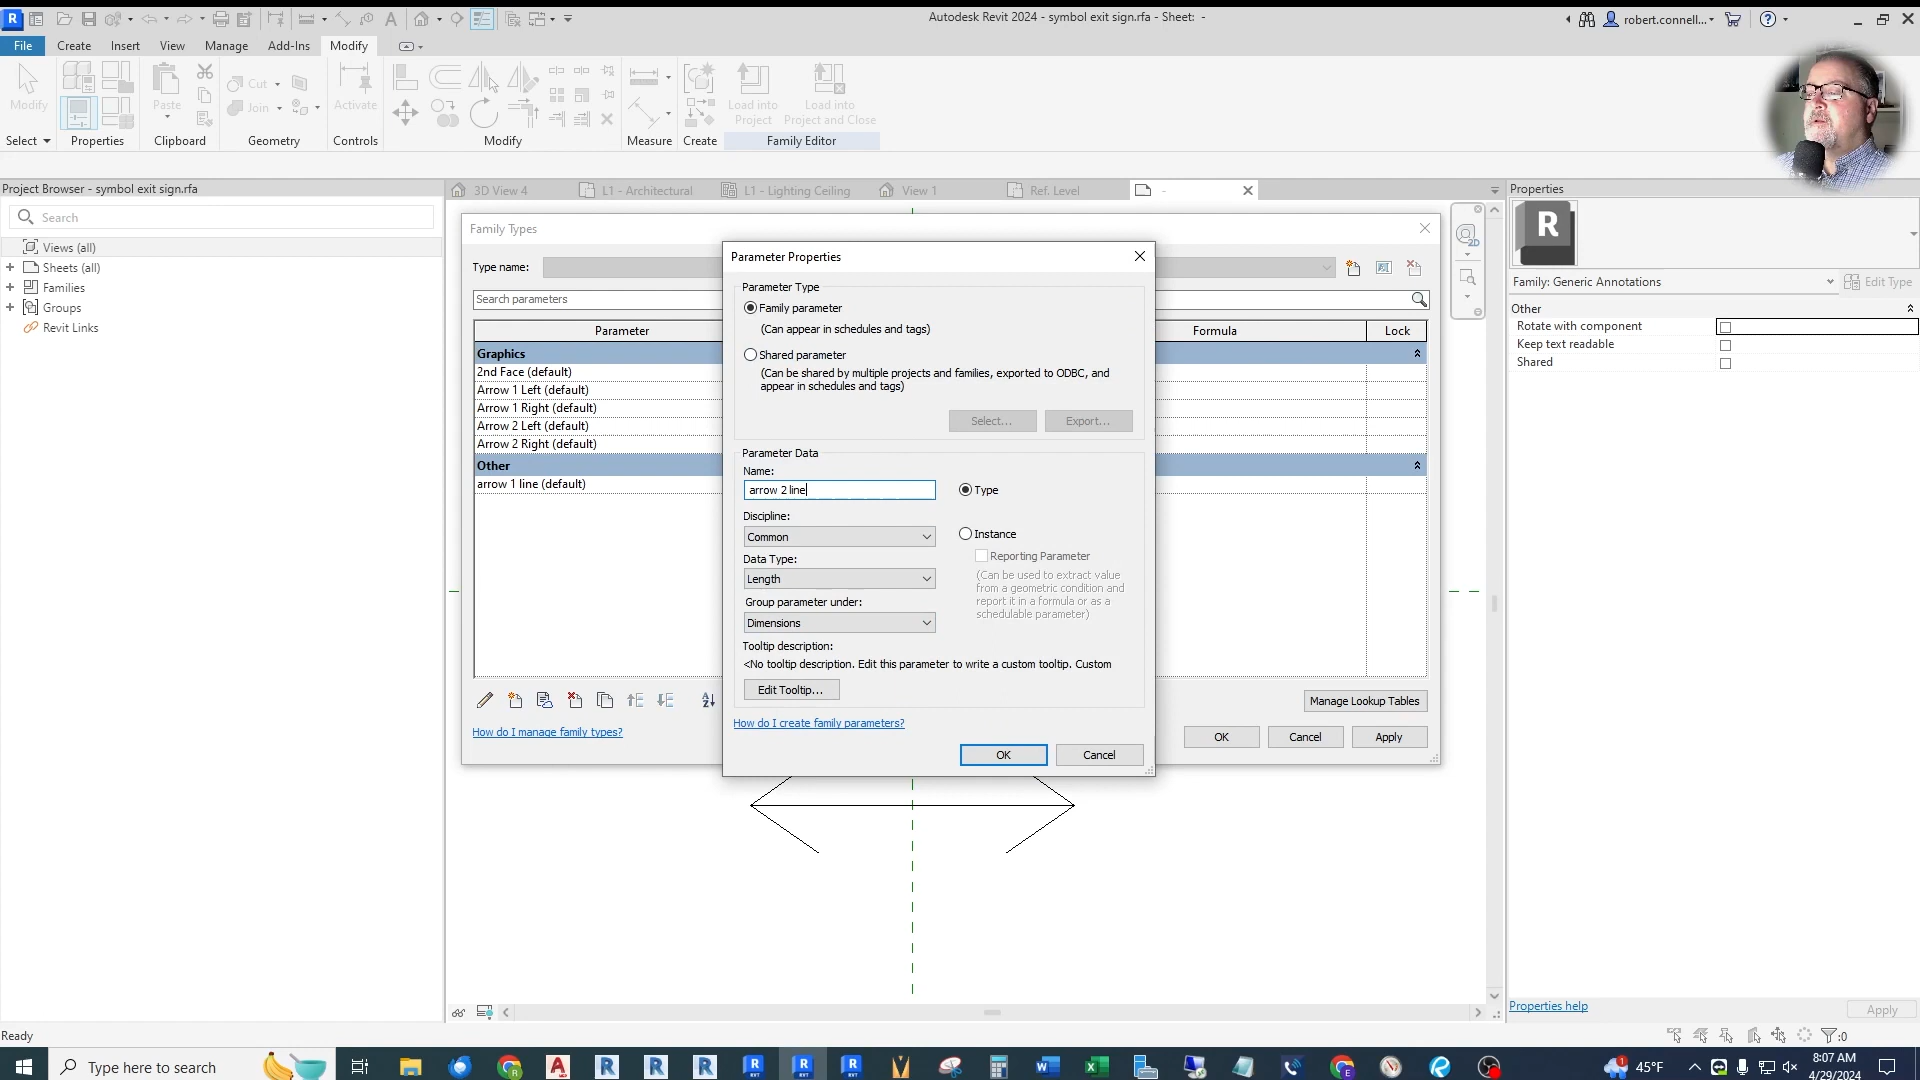 Autodesk Revit 2024 - symbol exit sign.rfa - Sheet: -
robert.connell...
File Create Insert View Manage Add-Ins Modify
Modify
Paste
Cut
Join
Activate
Load into Project
Load into Project and Close
Select Properties Clipboard Geometry Controls Modify Measure Create Family Editor
Project Browser - symbol exit sign.rfa
Search
Views (all)
Sheets (all)
Families
Groups
Revit Links
3D View 4
L1 - Architectural
L1 - Lighting Ceiling
View 1
Ref. Level
-
Family Types
Type name:
Search parameters
Parameter
Formula
Lock
Graphics
2nd Face (default)
Arrow 1 Left (default)
Arrow 1 Right (default)
Arrow 2 Left (default)
Arrow 2 Right (default)
Other
arrow 1 line (default)
How do I manage family types?
Manage Lookup Tables
OK
Cancel
Apply
Parameter Properties
Parameter Type
Family parameter
(Can appear in schedules and tags)
Shared parameter
(Can be shared by multiple projects and families, exported to ODBC, and
appear in schedules and tags)
Select...
Export...
Parameter Data
Name:
arrow 2 line
Type
Discipline:
Common
Instance
Reporting Parameter
(Can be used to extract value
from a geometric condition and
report it in a formula or as a
schedulable parameter)
Data Type:
Length
Group parameter under:
Dimensions
Tooltip description:
<No tooltip description. Edit this parameter to write a custom tooltip. Custom
Edit Tooltip...
How do I create family parameters?
OK
Cancel
Properties
R
Family: Generic Annotations
Edit Type
Other
Rotate with component
Keep text readable
Shared
Properties help
Apply
Ready
:0
Type here to search
45°F
8:07 AM
4/29/2024